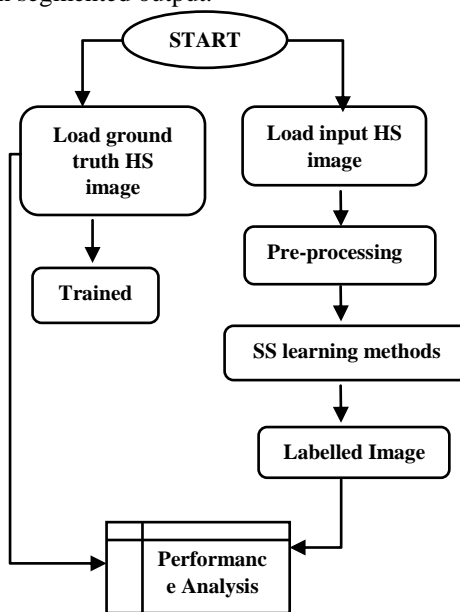 segmented output.
START
Load ground
truth HS
image
Load input HS
image
Trained
Pre-processing
SS learning methods
Labelled Image
Performanc
e Analysis